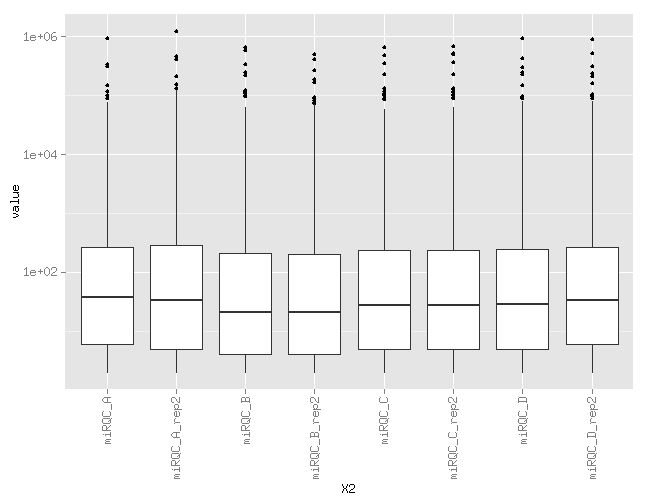 1e+06
1e+04
1e+02
value
miRQC_A
miRQC_A_rep2
miRQC_B
miRQC_B_rep2
miRQC_C
miRQC_C_rep2
miRQC_D
miRQC_D_rep2
X2